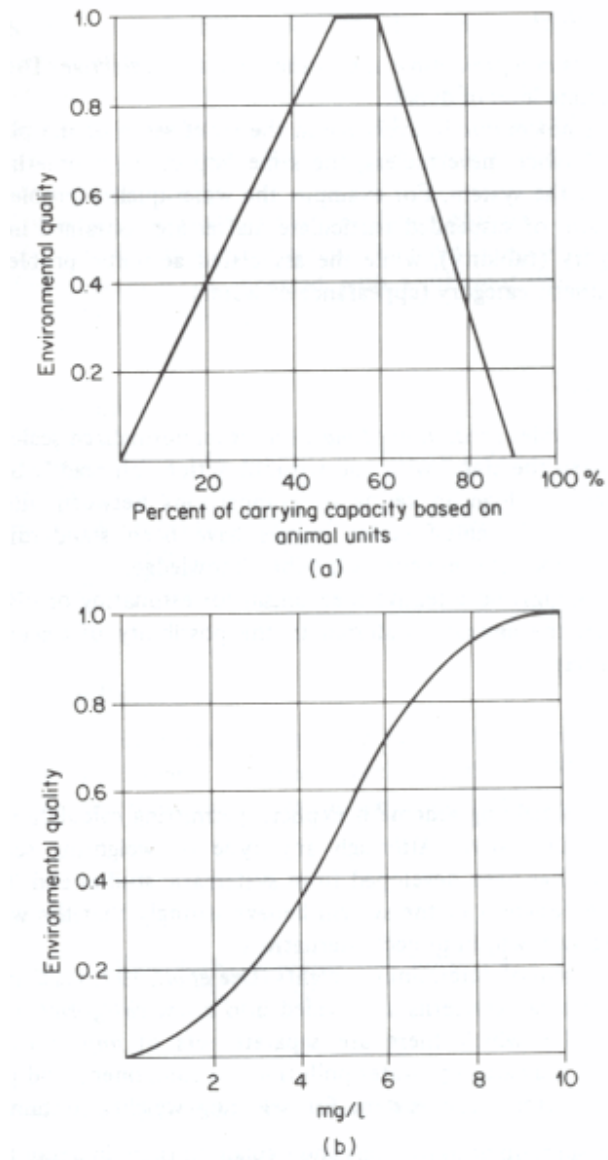 1.0
0.8
0.6
0.4
0.2
Environmental quality
20 40 60 80 100 %
Percent of carrying capacity based on
animal units
(a)
1.0
0.8
0.6
0.4
0.2
Environmental quality
2 4 6 8 10
mg/l
(b)